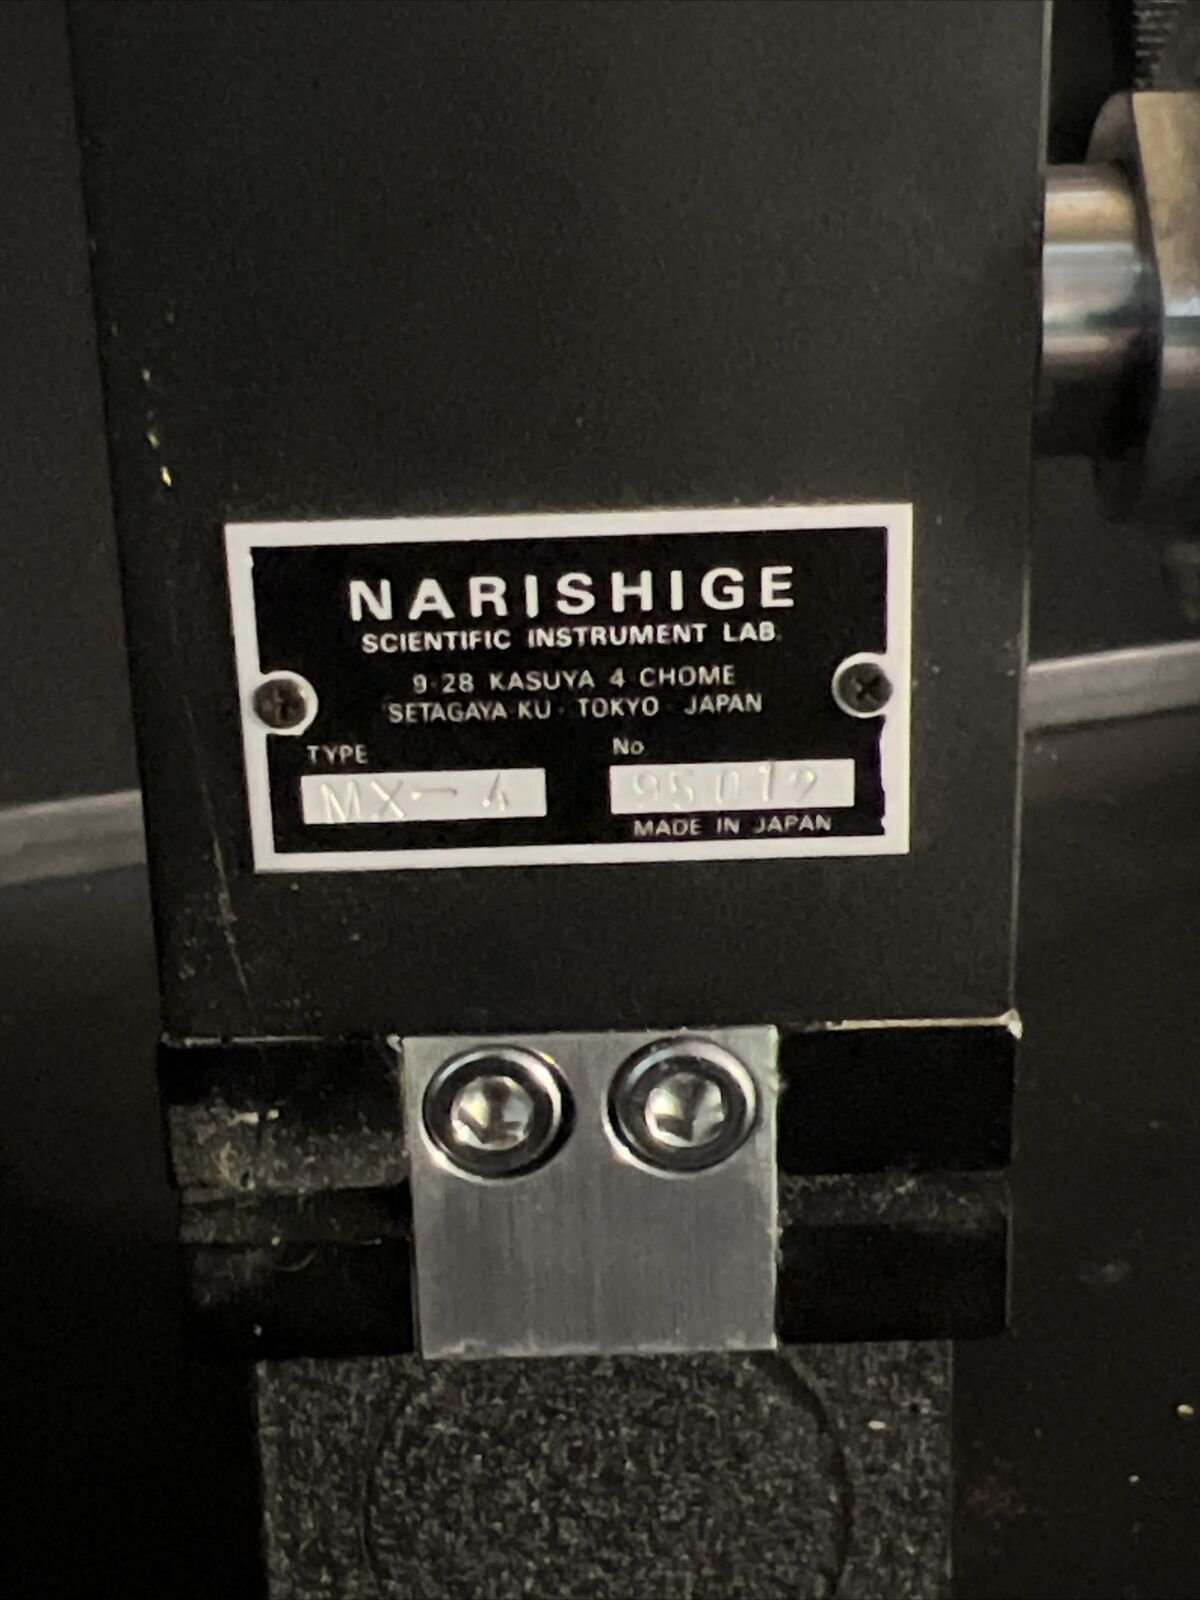 NARISHIGE
SCIENTIFIC INSTRUMENT LAB.
9-28 KASUYA 4 CHOME
SETAGAYA-KU · TOKYO · JAPAN
TYPE
MX-4
No
95012
MADE IN JAPAN